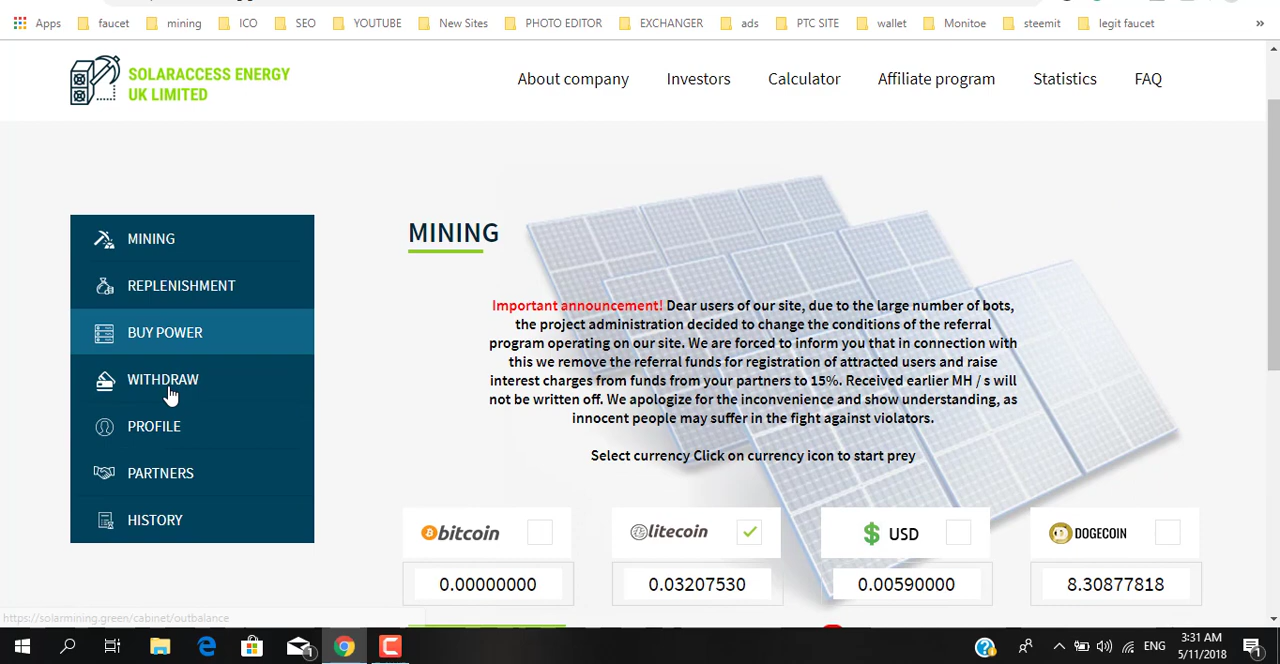 Apps faucet mining ICO SEO YOUTUBE New Sites PHOTO EDITOR EXCHANGER ads PTC SITE wallet Monitoe steemit legit faucet »
SOLARACCESS ENERGY
UK LIMITED
About company Investors Calculator Affiliate program Statistics FAQ
MINING
REPLENISHMENT
BUY POWER
WITHDRAW
PROFILE
PARTNERS
HISTORY
MINING
Important announcement! Dear users of our site, due to the large number of bots,
the project administration decided to change the conditions of the referral
program operating on our site. We are forced to inform you that in connection with
this we remove the referral funds for registration of attracted users and raise
interest charges from funds from your partners to 15%. Received earlier MH / s will
not be written off. We apologize for the inconvenience and show understanding, as
innocent people may suffer in the fight against violators.
Select currency Click on currency icon to start prey
bitcoin litecoin $ USD DOGECOIN
0.00000000 0.03207530 0.00590000 8.30877818
https://solarmining.green/cabinet/outbalance
ENG
3:31 AM
5/11/2018